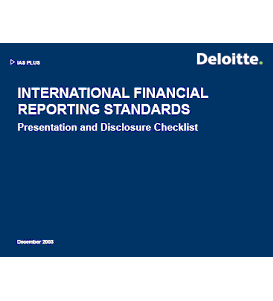 IAS PLUS
Deloitte.
INTERNATIONAL FINANCIAL
REPORTING STANDARDS
Presentation and Disclosure Checklist
December 2003